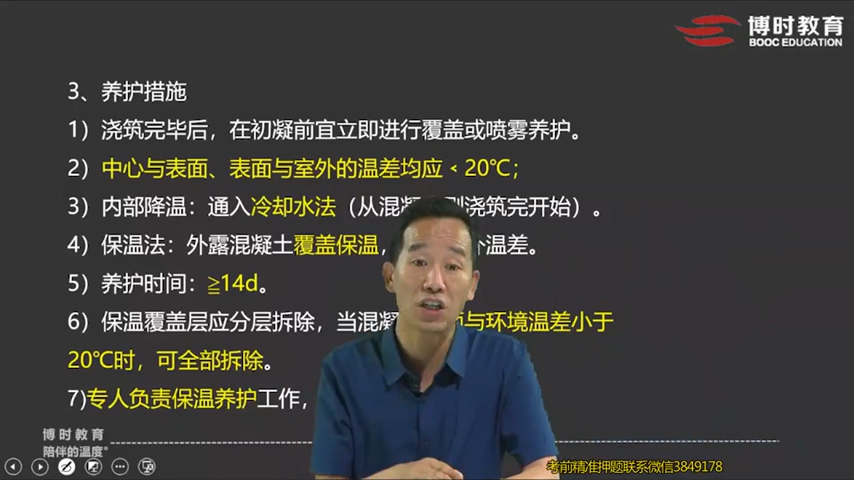 博时教育
BOOC EDUCATION
3、养护措施
1）浇筑完毕后，在初凝前宜立即进行覆盖或喷雾养护。
2）中心与表面、表面与室外的温差均应﹤20℃；
3）内部降温：通入冷却水法（从混凝 到浇筑完开始）。
4）保温法：外露混凝土覆盖保温， 温差。
5）养护时间：≧14d。
6）保温覆盖层应分层拆除，当混凝 与环境温差小于
20℃时，可全部拆除。
7)专人负责保温养护工作，
博时教育
陪伴的温度°
考前精准押题联系微信3849178